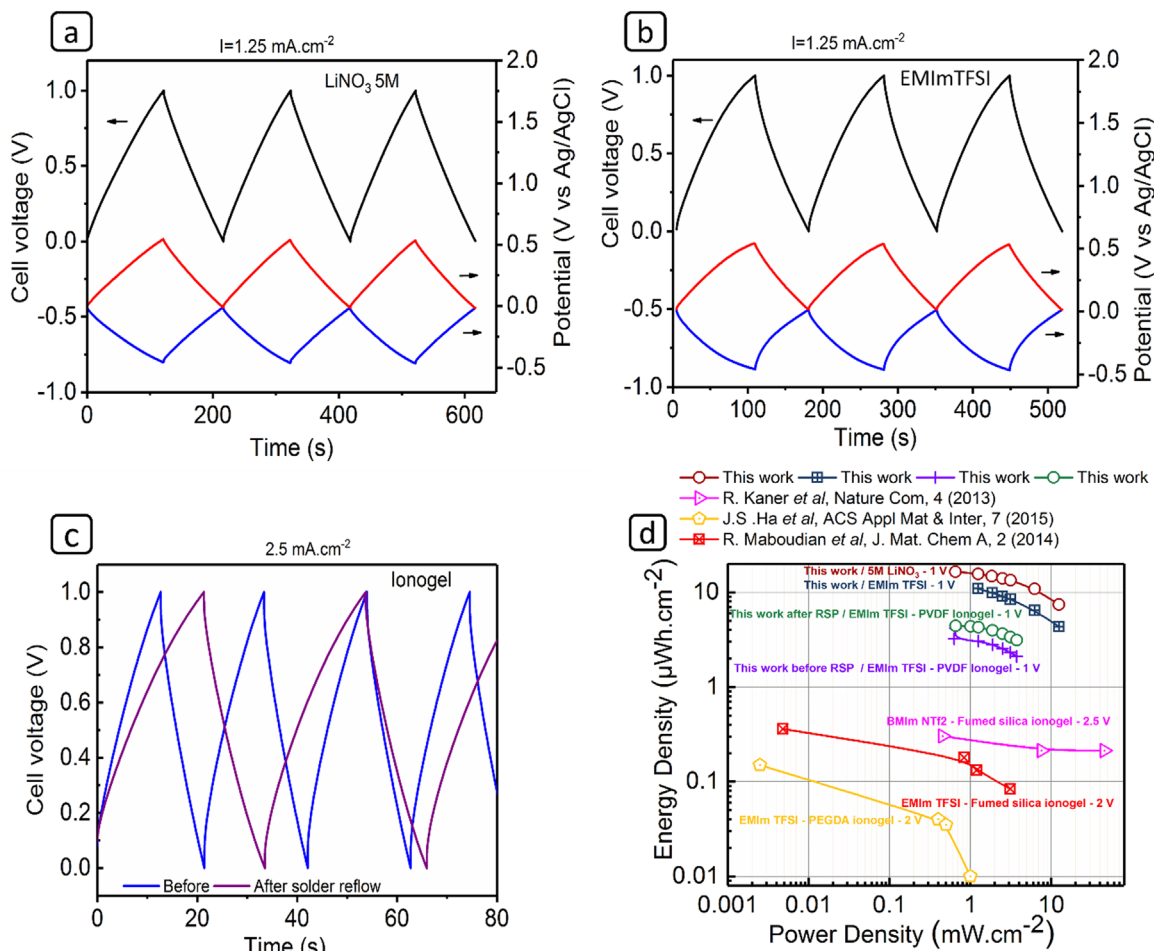 a
I=1.25 mA.cm-2
LiNO3 5M
Cell voltage (V)
1.0
0.5
0.0
-0.5
-1.0
2.0
1.5
1.0
0.5
0.0
-0.5
Potential (V vs Ag/AgCl)
0
200
400
600
Time (s)
b
I=1.25 mA.cm-2
EMImTFSI
Cell voltage (V)
1.0
0.5
0.0
-0.5
-1.0
2.0
1.5
1.0
0.5
0.0
-0.5
Potential (V vs Ag/AgCl)
0
100
200
300
400
500
Time (s)
c
2.5 mA.cm-2
Ionogel
Cell voltage (V)
1.0
0.8
0.6
0.4
0.2
0.0
Before
After solder reflow
0
20
40
60
80
Time (s)
This work This work This work This work
R. Kaner et al, Nature Com, 4 (2013)
J.S .Ha et al, ACS Appl Mat & Inter, 7 (2015)
R. Maboudian et al, J. Mat. Chem A, 2 (2014)
d
Energy Density (µWh.cm-2)
10
1
0.1
0.01
This work / 5M LiNO3 - 1 V
This work / EMIm TFSI - 1 V
This work after RSP / EMIm TFSI - PVDF Ionogel - 1 V
This work before RSP / EMIm TFSI - PVDF Ionogel - 1 V
BMIm NTf2 - Fumed silica ionogel - 2.5 V
EMIm TFSI - Fumed silica ionogel - 2 V
EMIm TFSI - PEGDA ionogel - 2 V
0.001
0.01
0.1
1
10
Power Density (mW.cm-2)